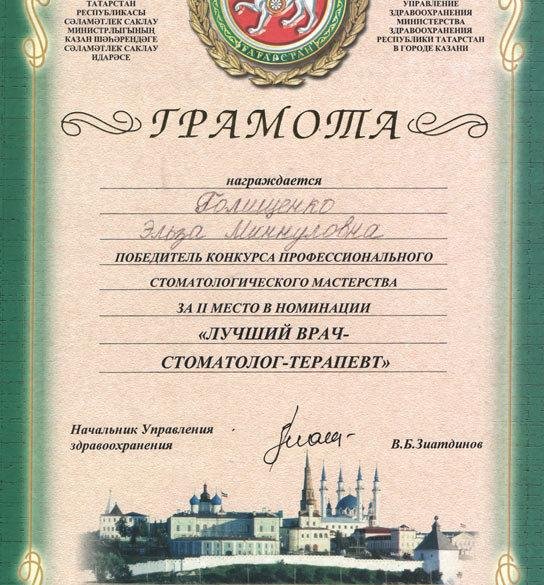 ТАТАРСТАН
РЕСПУБЛИКАСЫ
СӘЛАМӘТЛЕК САКЛАУ
МИНИСТРЛЫГЫНЫҢ
КАЗАН ШӘҺӘРЕНДӘГЕ
СӘЛАМӘТЛЕК САКЛАУ
ИДАРӘСЕ
УПРАВЛЕНИЕ
ЗДРАВООХРАНЕНИЯ
МИНИСТЕРСТВА
ЗДРАВООХРАНЕНИЯ
РЕСПУБЛИКИ ТАТАРСТАН
В ГОРОДЕ КАЗАНИ
ТАТАРСТАН
ГРАМОТА
награждается
Голищенко
Эльза Миннуловна
ПОБЕДИТЕЛЬ КОНКУРСА ПРОФЕССИОНАЛЬНОГО
СТОМАТОЛОГИЧЕСКОГО МАСТЕРСТВА
ЗА II МЕСТО В НОМИНАЦИИ
«ЛУЧШИЙ ВРАЧ-
СТОМАТОЛОГ-ТЕРАПЕВТ»
Начальник Управления
здравоохранения
В.Б.Зиатдинов